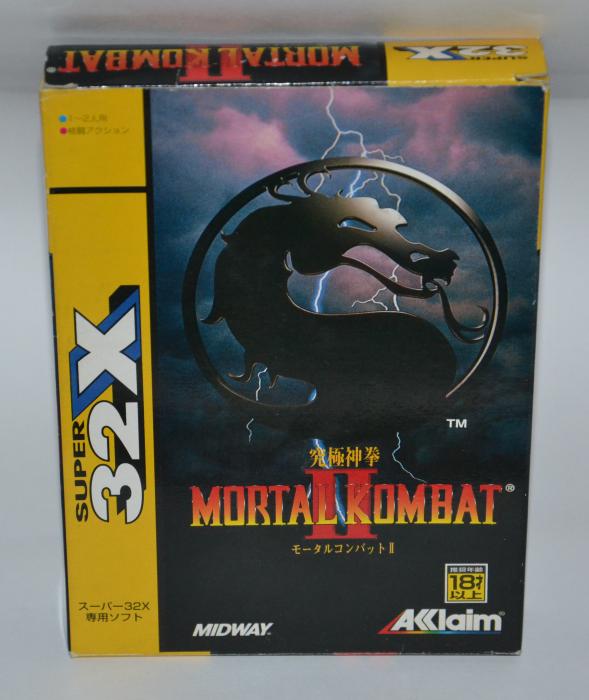 MORTAL KOMBAT
II
SUPER
32X
1～2人用
格闘アクション
SUPER
32X
TM
究極神拳
II
MORTAL KOMBAT®
モータルコンバットII
推奨年齢
18才
以上
スーパー32X
専用ソフト
MIDWAY
AKKlaim®